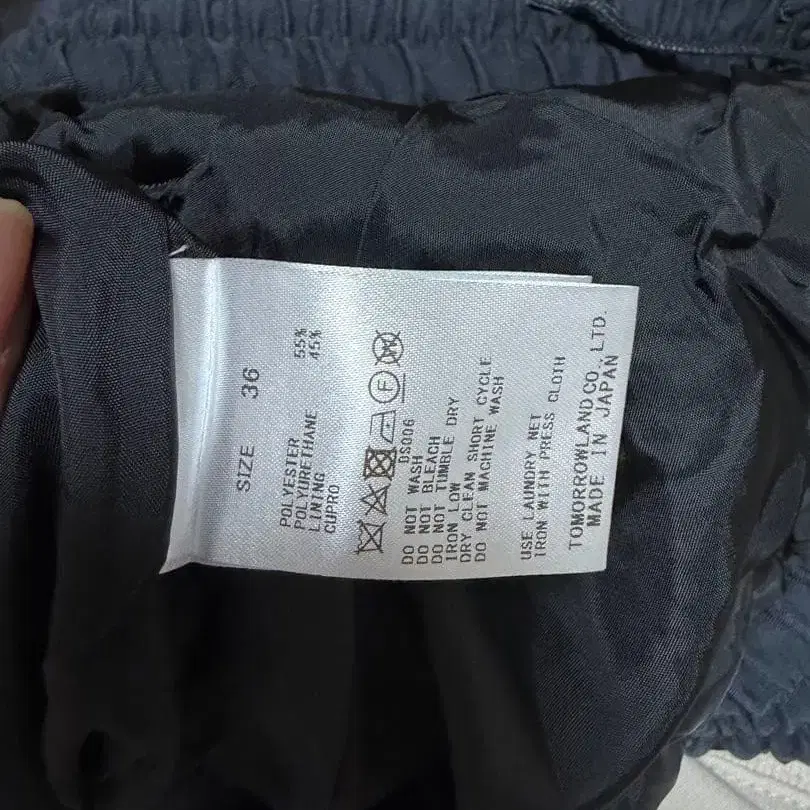 SIZE 36
POLYESTER 55%
POLYURETHANE 45%
LINING
CUPRO
DS006
DO NOT WASH
DO NOT BLEACH
DO NOT TUMBLE DRY
IRON LOW
DRY CLEAN SHORT CYCLE
DO NOT MACHINE WASH
USE LAUNDRY NET
IRON WITH PRESS CLOTH
TOMORROWLAND CO., LTD.
MADE IN JAPAN